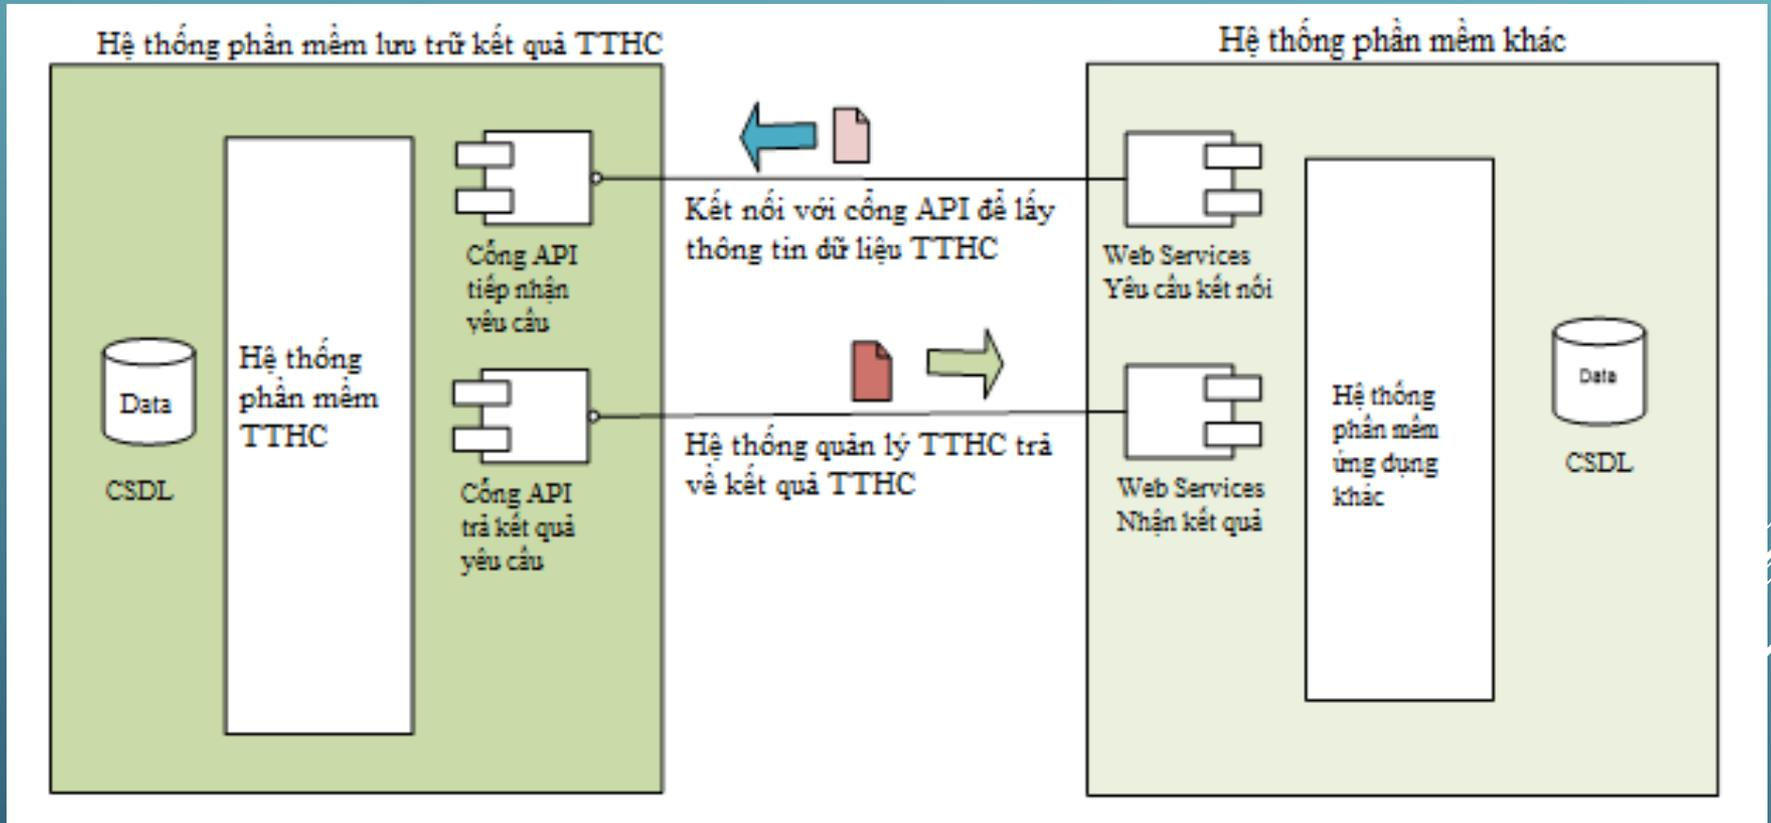 Hệ thống phần mềm lưu trữ kết quả TTHC
Hệ thống phần mềm khác
Kết nối với cổng API để lấy
thông tin dữ liệu TTHC
Cổng API
tiếp nhận
yêu cầu
Web Services
Yêu cầu kết nối
Data
CSDL
Hệ thống
phần mềm
TTHC
Hệ thống quản lý TTHC trả
về kết quả TTHC
Cổng API
trả kết quả
yêu cầu
Web Services
Nhận kết quả
Hệ thống
phần mềm
ứng dụng
khác
Data
CSDL